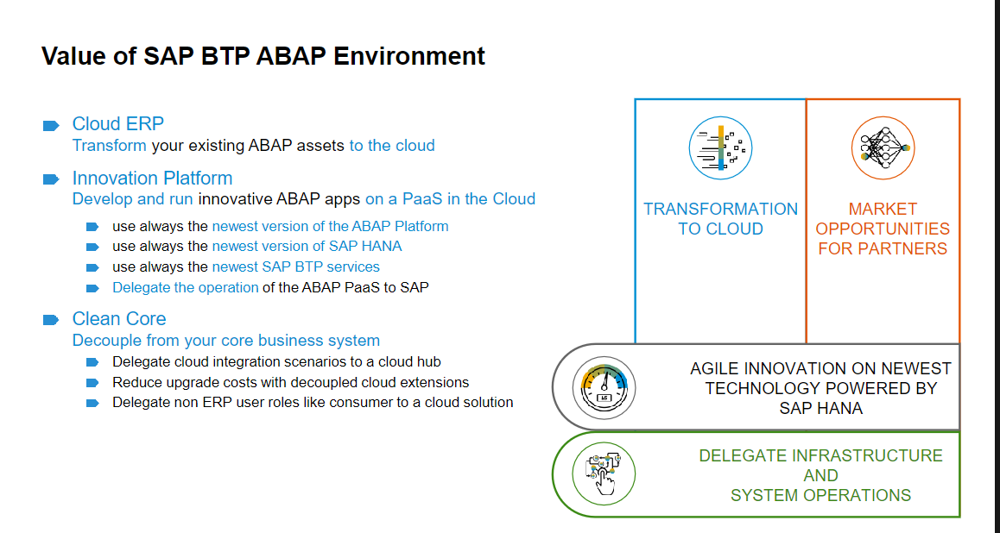 Value of SAP BTP ABAP Environment
Cloud ERP
Transform your existing ABAP assets to the cloud
Innovation Platform
Develop and run innovative ABAP apps on a PaaS in the Cloud
use always the newest version of the ABAP Platform
use always the newest version of SAP HANA
use always the newest SAP BTP services
Delegate the operation of the ABAP PaaS to SAP
Clean Core
Decouple from your core business system
Delegate cloud integration scenarios to a cloud hub
Reduce upgrade costs with decoupled cloud extensions
Delegate non ERP user roles like consumer to a cloud solution
TRANSFORMATION
TO CLOUD
MARKET
OPPORTUNITIES
FOR PARTNERS
AGILE INNOVATION ON NEWEST
TECHNOLOGY POWERED BY
SAP HANA
DELEGATE INFRASTRUCTURE
AND
SYSTEM OPERATIONS